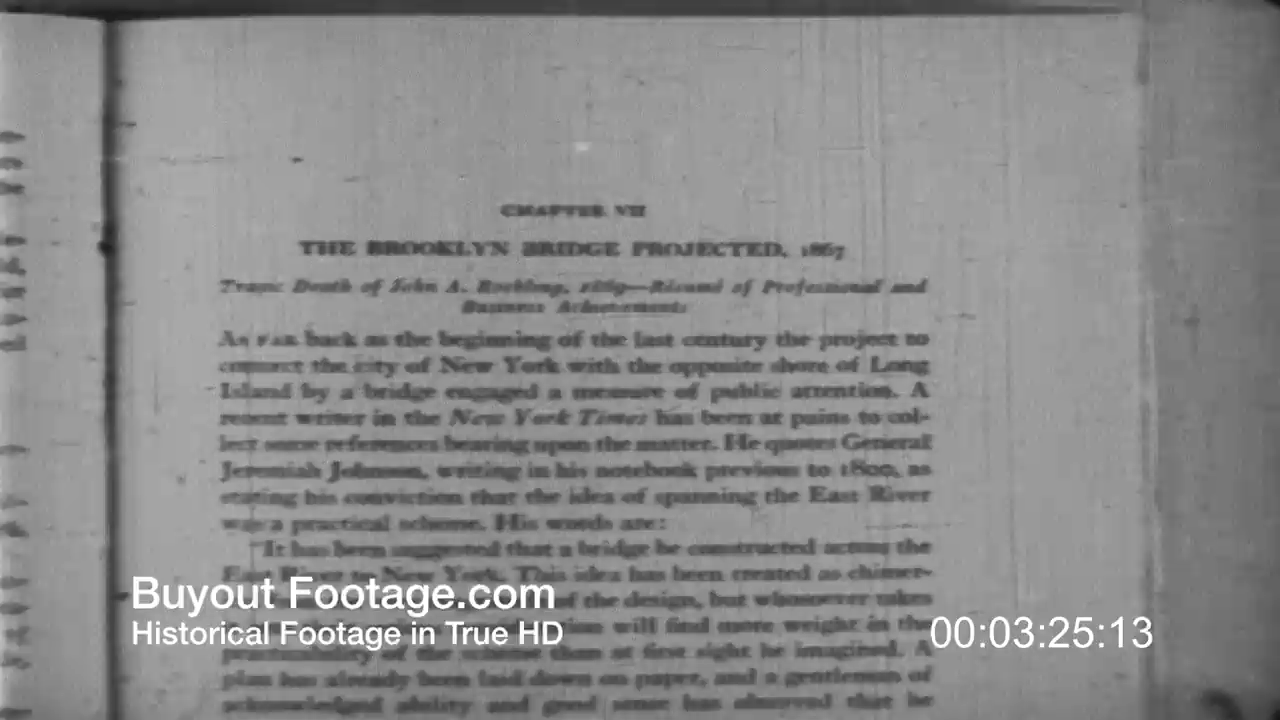 CHAPTER VII
THE BROOKLYN BRIDGE PROJECTED, 1867
Tragic Death of John A. Roebling, 1869—Résumé of Professional and
Business Achievements
AS FAR back as the beginning of the last century the project to
connect the city of New York with the opposite shore of Long
Island by a bridge engaged a measure of public attention. A
recent writer in the New York Times has been at pains to col-
lect some references bearing upon the matter. He quotes General
Jeremiah Johnson, writing in his notebook previous to 1800, as
stating his conviction that the idea of spanning the East River
was a practical scheme. His words are:
"It has been suggested that a bridge be constructed across the
East River to New York. This idea has been treated as chimer-
of the design, but whosoever takes
will find more weight in the
practicability of the scheme than at first sight he imagined. A
plan has already been laid down on paper, and a gentleman of
acknowledged ability and good sense has observed that he
Buyout Footage.com
Historical Footage in True HD
00:03:25:13